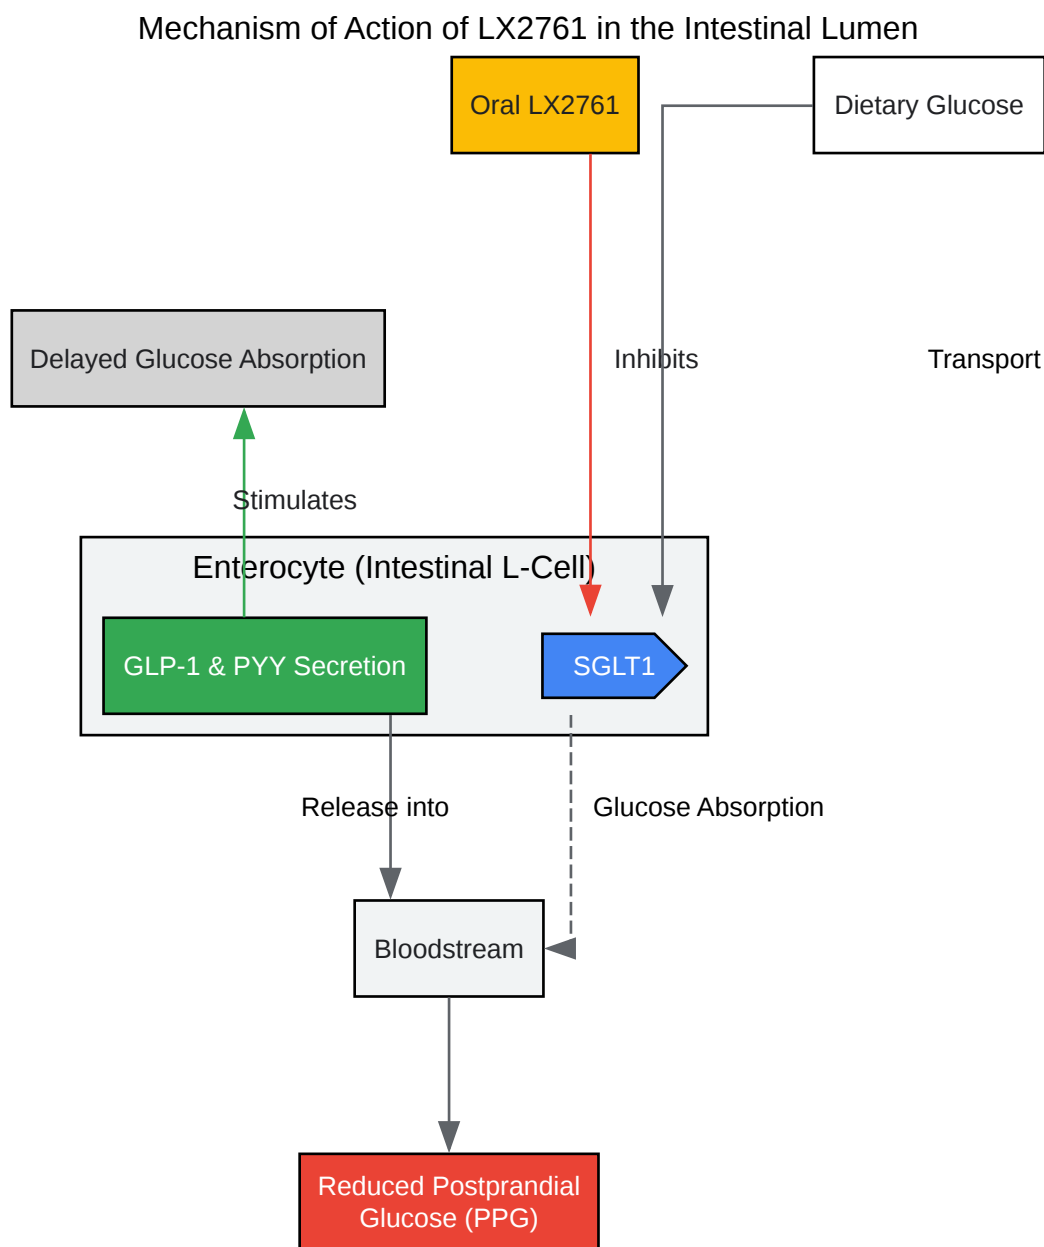 Mechanism of Action of LX2761 in the Intestinal Lumen
Oral LX2761
Dietary Glucose
Delayed Glucose Absorption
Inhibits
Transport
Stimulates
Enterocyte (Intestinal L-Cell)
GLP-1 & PYY Secretion
SGLT1
Release into
Glucose Absorption
Bloodstream
Reduced Postprandial
Glucose (PPG)